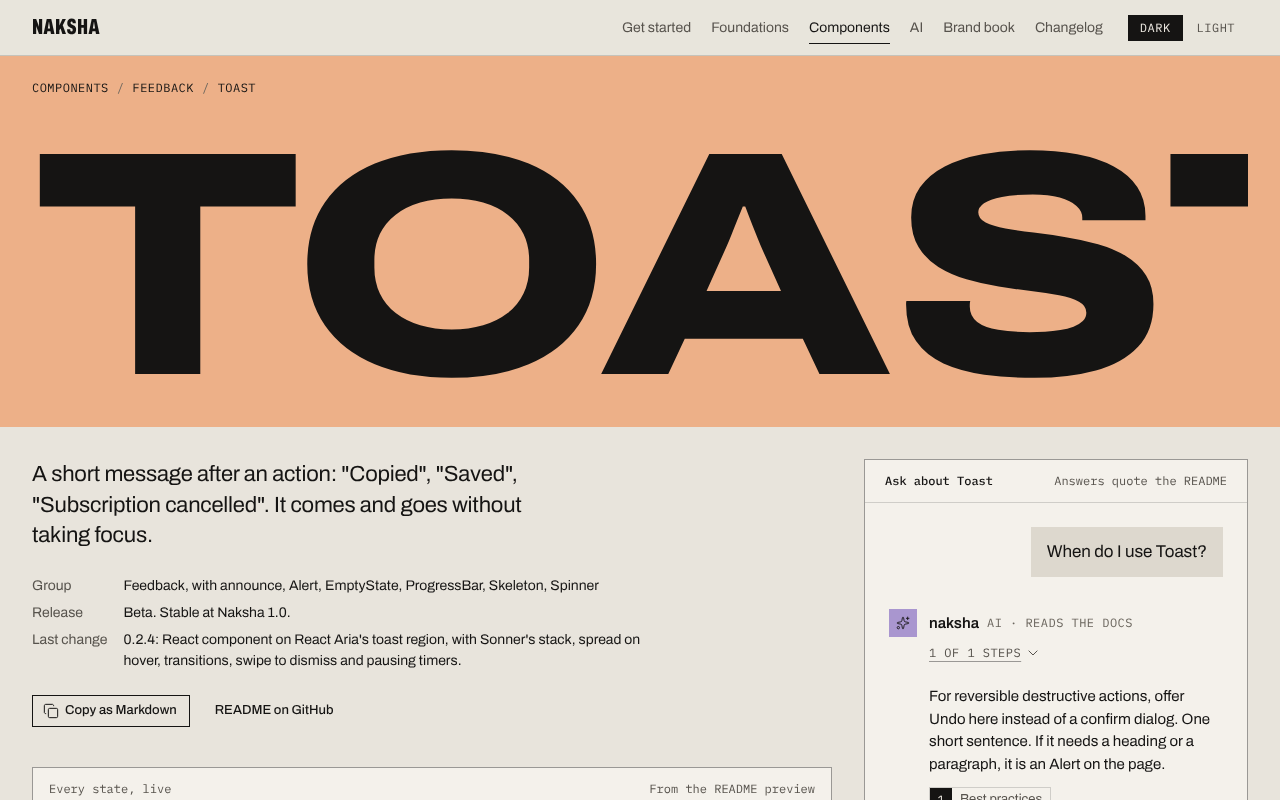 NAKSHA
Get started Foundations Components AI Brand book Changelog DARK LIGHT
COMPONENTS / FEEDBACK / TOAST
TOAST
A short message after an action: "Copied", "Saved",
"Subscription cancelled". It comes and goes without
taking focus.
Group Feedback, with announce, Alert, EmptyState, ProgressBar, Skeleton, Spinner
Release Beta. Stable at Naksha 1.0.
Last change 0.2.4: React component on React Aria's toast region, with Sonner's stack, spread on
hover, transitions, swipe to dismiss and pausing timers.
Copy as Markdown README on GitHub
Every state, live From the README preview
Ask about Toast Answers quote the README
When do I use Toast?
naksha AI · READS THE DOCS
1 OF 1 STEPS
For reversible destructive actions, offer
Undo here instead of a confirm dialog. One
short sentence. If it needs a heading or a
paragraph, it is an Alert on the page.
1 Best practices